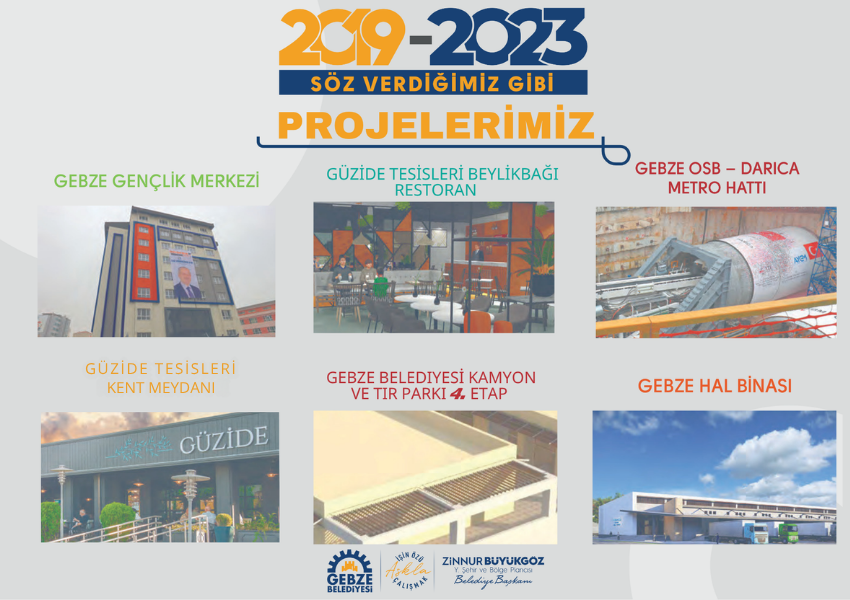 2019-2023
SÖZ VERDİĞİMİZ GİBİ
PROJELERİMİZ
GEBZE GENÇLİK MERKEZİ
GÜZİDE TESİSLERİ BEYLİKBAĞI
RESTORAN
GEBZE OSB – DARICA
METRO HATTI
GÜZİDE TESİSLERİ
KENT MEYDANI
GEBZE BELEDİYESİ KAMYON
VE TIR PARKI 4. ETAP
GEBZE HAL BİNASI
GÜZİDE
GEBZE
BELEDİYESİ
İŞİN ÖZÜ
Aşkla
ÇALIŞMAK
ZİNNUR BÜYÜKGÖZ
Y. Şehir ve Bölge Plancısı
Belediye Başkanı